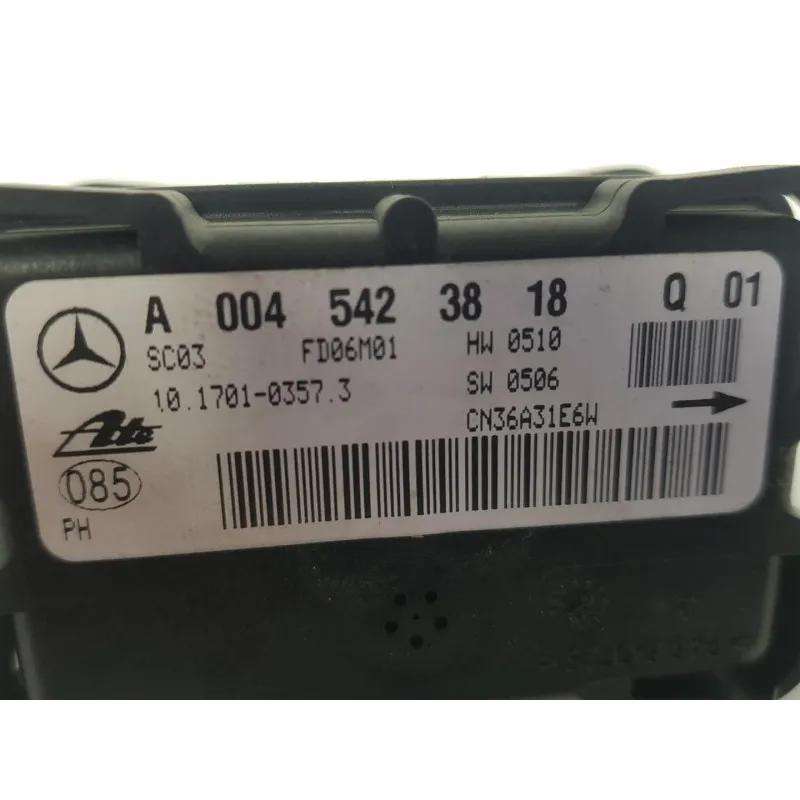 A 004 542 38 18 Q 01
SC03 FD06M01 HW 0510
10.1701-0357.3 SW 0506
Ate CN36A31E6W
085
PH